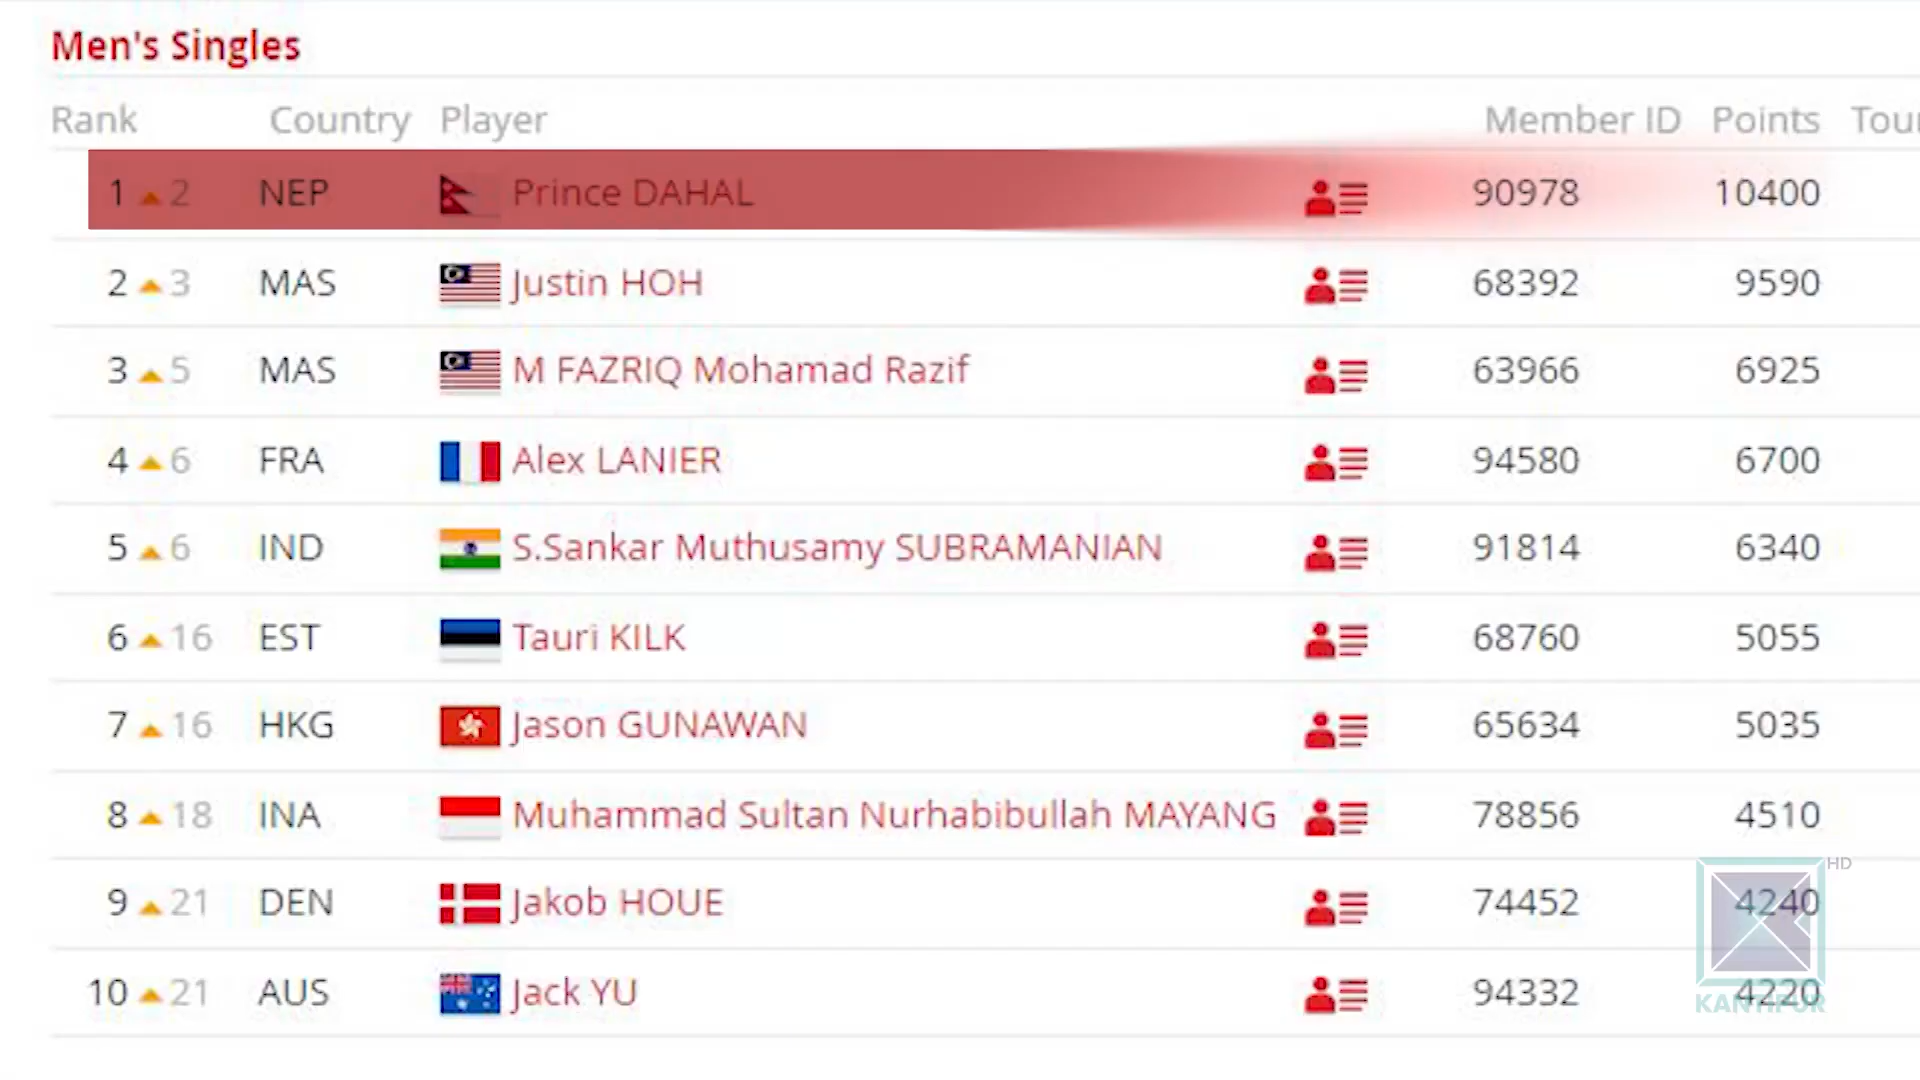 Men's Singles
Rank Country Player Member ID Points Tour
1 2 NEP Prince DAHAL 90978 10400
2 3 MAS Justin HOH 68392 9590
3 5 MAS M FAZRIQ Mohamad Razif 63966 6925
4 6 FRA Alex LANIER 94580 6700
5 6 IND S.Sankar Muthusamy SUBRAMANIAN 91814 6340
6 16 EST Tauri KILK 68760 5055
7 16 HKG Jason GUNAWAN 65634 5035
8 18 INA Muhammad Sultan Nurhabibullah MAYANG 78856 4510
HD
9 21 DEN Jakob HOUE 74452 4240
10 21 AUS Jack YU 94332 4220
KANTIPUR